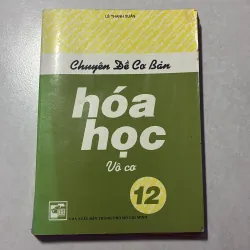 LÊ THANH XUÂN
Chuyên Đề Cơ Bản
hóa
học
Vô cơ
12